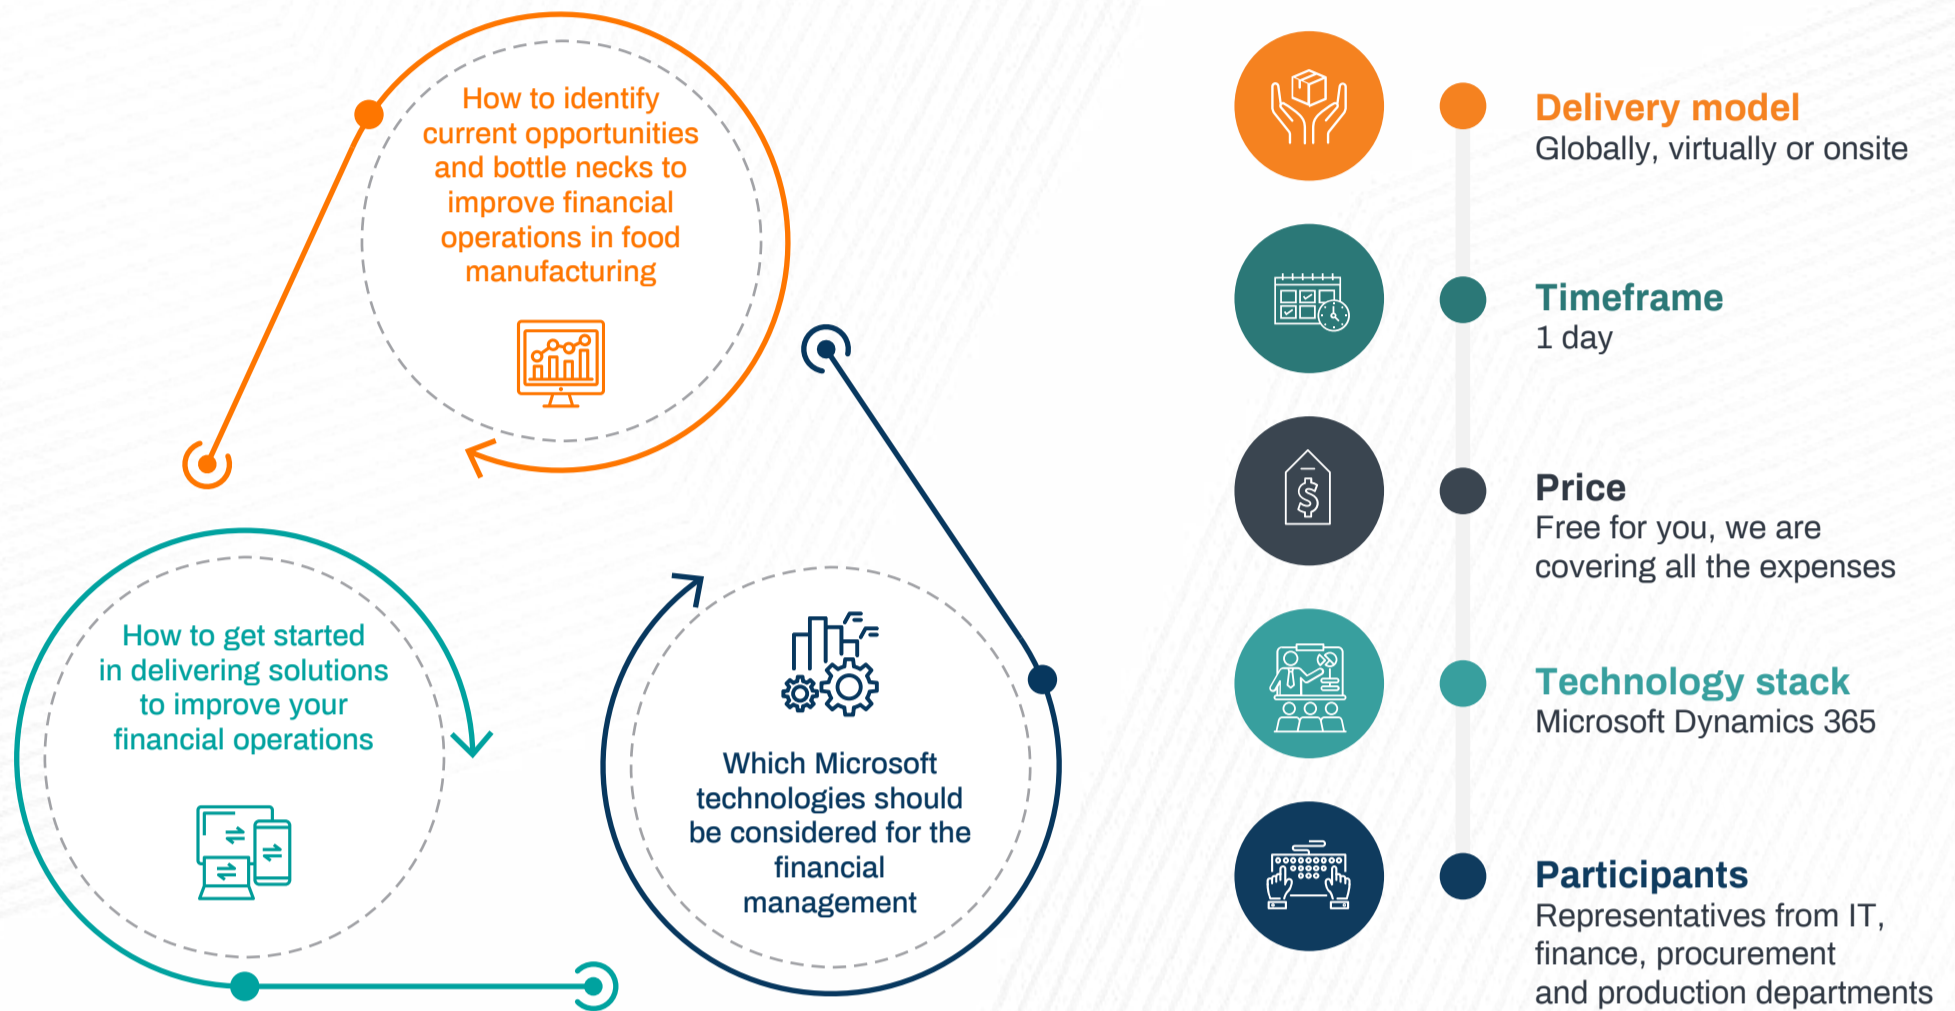 How to identify
current opportunities
and bottle necks to
improve financial
operations in food
manufacturing
How to get started
in delivering solutions
to improve your
financial operations
Which Microsoft
technologies should
be considered for the
financial
management
Delivery model
Globally, virtually or onsite
Timeframe
1 day
Price
Free for you, we are
covering all the expenses
Technology stack
Microsoft Dynamics 365
Participants
Representatives from IT,
finance, procurement
and production departments